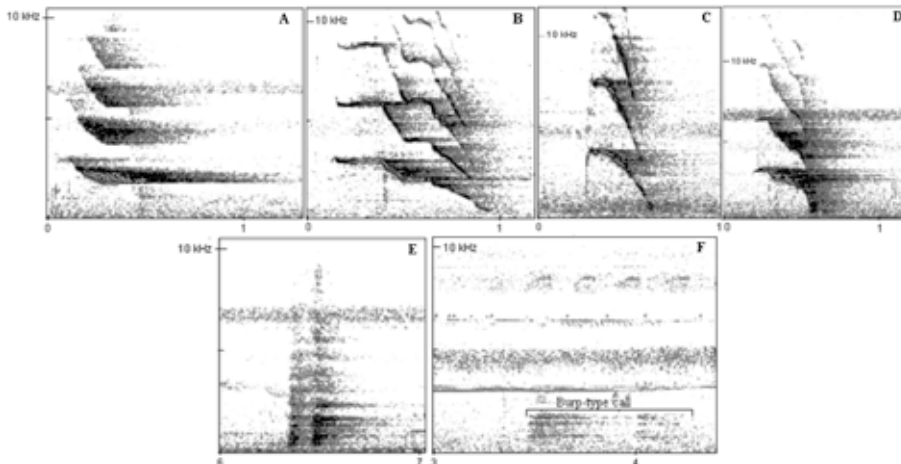 10 kHz A
10 kHz B
10 kHz C
10 kHz D
0 1
0 1
0 1
0 1
10 kHz E
10 kHz F
Burp-type call
6 7
3 4